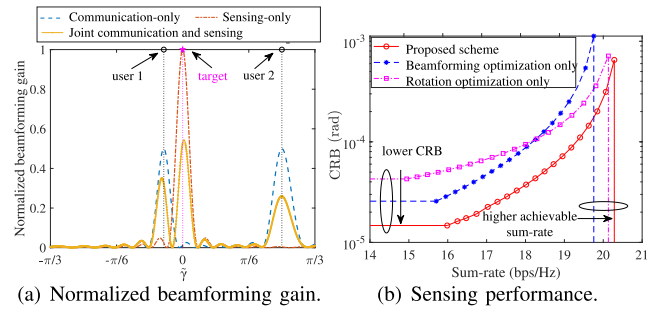 Communication-only
Sensing-only
Joint communication and sensing
Normalized beamforming gain
1
0.8
0.6
0.4
0.2
0
user 1
target
user 2
-π/3
-π/6
0
π/6
π/3
γ̃
(a) Normalized beamforming gain.
CRB (rad)
10⁻³
10⁻⁴
10⁻⁵
Proposed scheme
Beamforming optimization only
Rotation optimization only
lower CRB
higher achievable
sum-rate
14
15
16
17
18
19
20
21
Sum-rate (bps/Hz)
(b) Sensing performance.